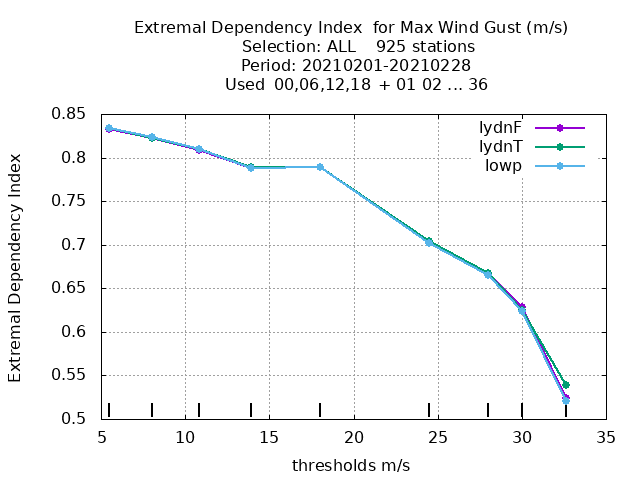 Extremal Dependency Index  for Max Wind Gust (m/s)
Selection: ALL    925 stations
Period: 20210201-20210228
Used  00,06,12,18  + 01 02 ... 36
lydnF
lydnT
lowp
0.85
0.8
0.75
0.7
0.65
0.6
0.55
0.5
Extremal Dependency Index
5 10 15 20 25 30 35
thresholds m/s